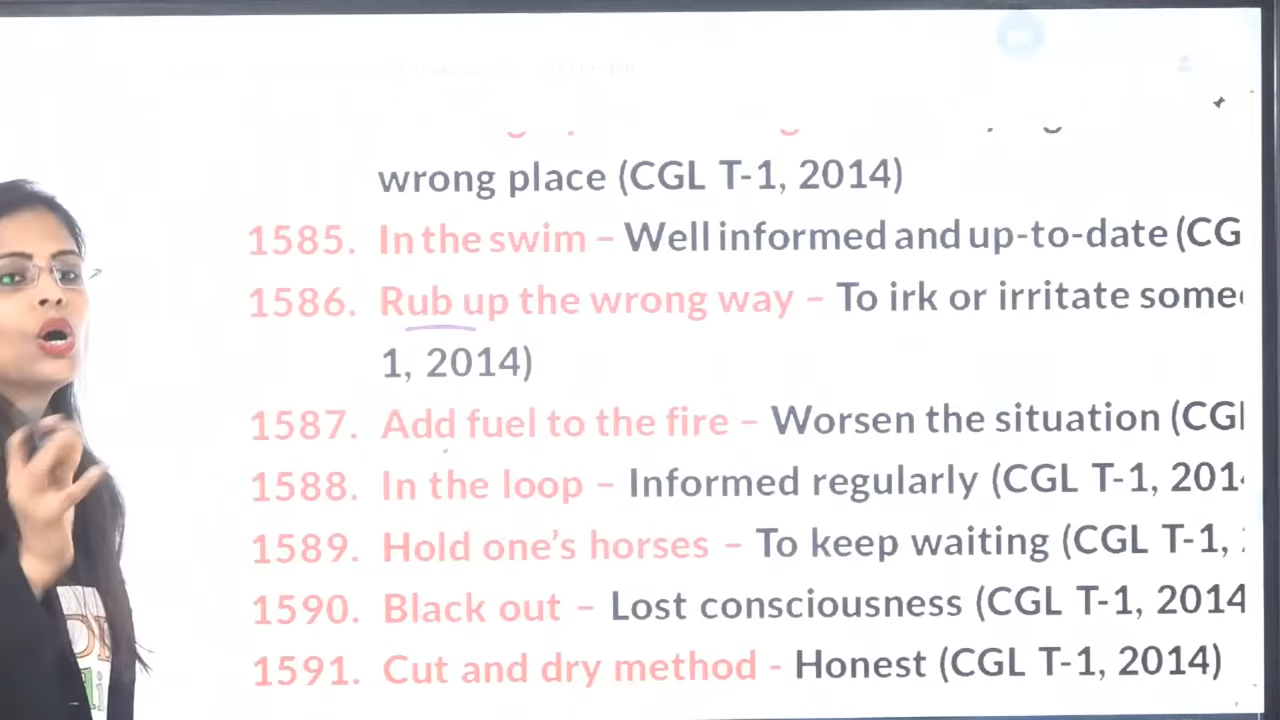 wrong place (CGL T-1, 2014)
1585. In the swim – Well informed and up-to-date (CG
1586. Rub up the wrong way – To irk or irritate some
1, 2014)
1587. Add fuel to the fire – Worsen the situation (CG
1588. In the loop – Informed regularly (CGL T-1, 201
1589. Hold one's horses – To keep waiting (CGL T-1,
1590. Black out – Lost consciousness (CGL T-1, 2014
1591. Cut and dry method - Honest (CGL T-1, 2014)